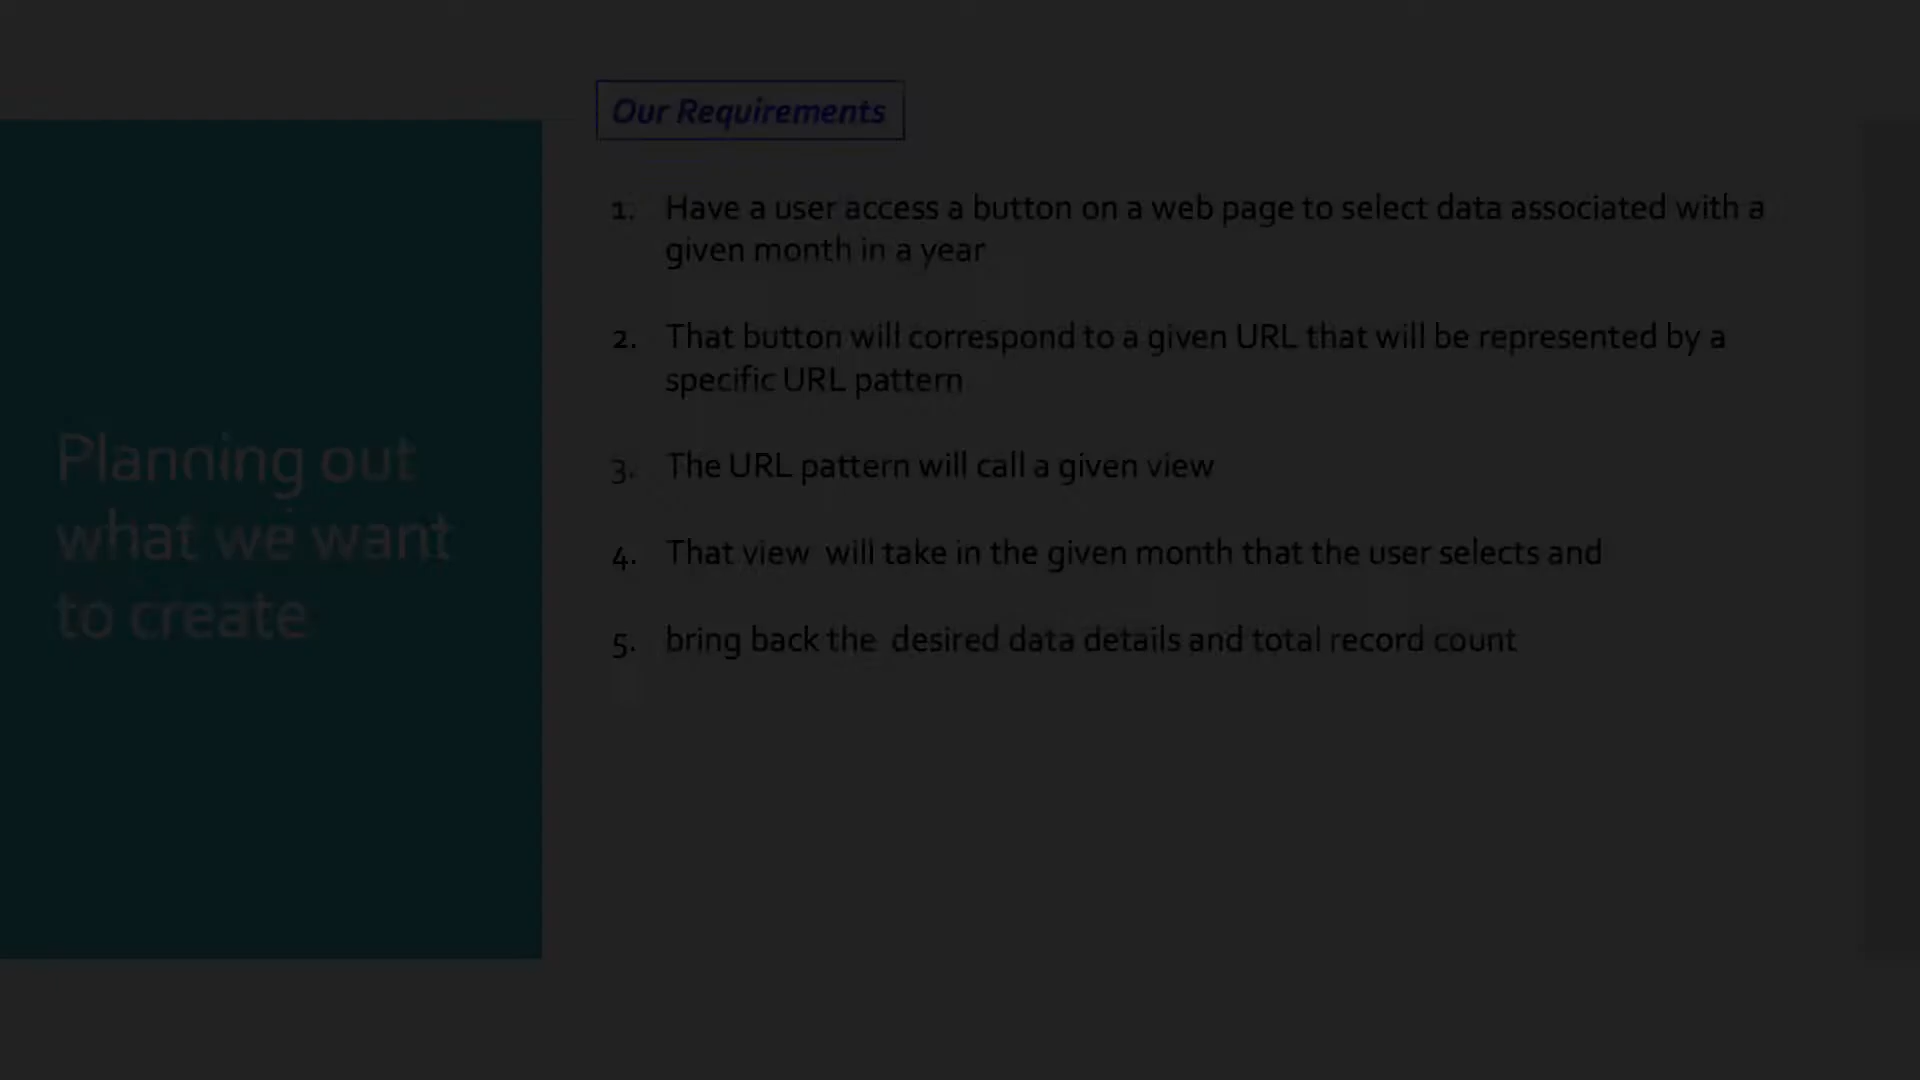 Planning out
what we want
to create
Our Requirements
1. Have a user access a button on a web page to select data associated with a
given month in a year
2. That button will correspond to a given URL that will be represented by a
specific URL pattern
3. The URL pattern will call a given view
4. That view will take in the given month that the user selects and
5. bring back the desired data details and total record count